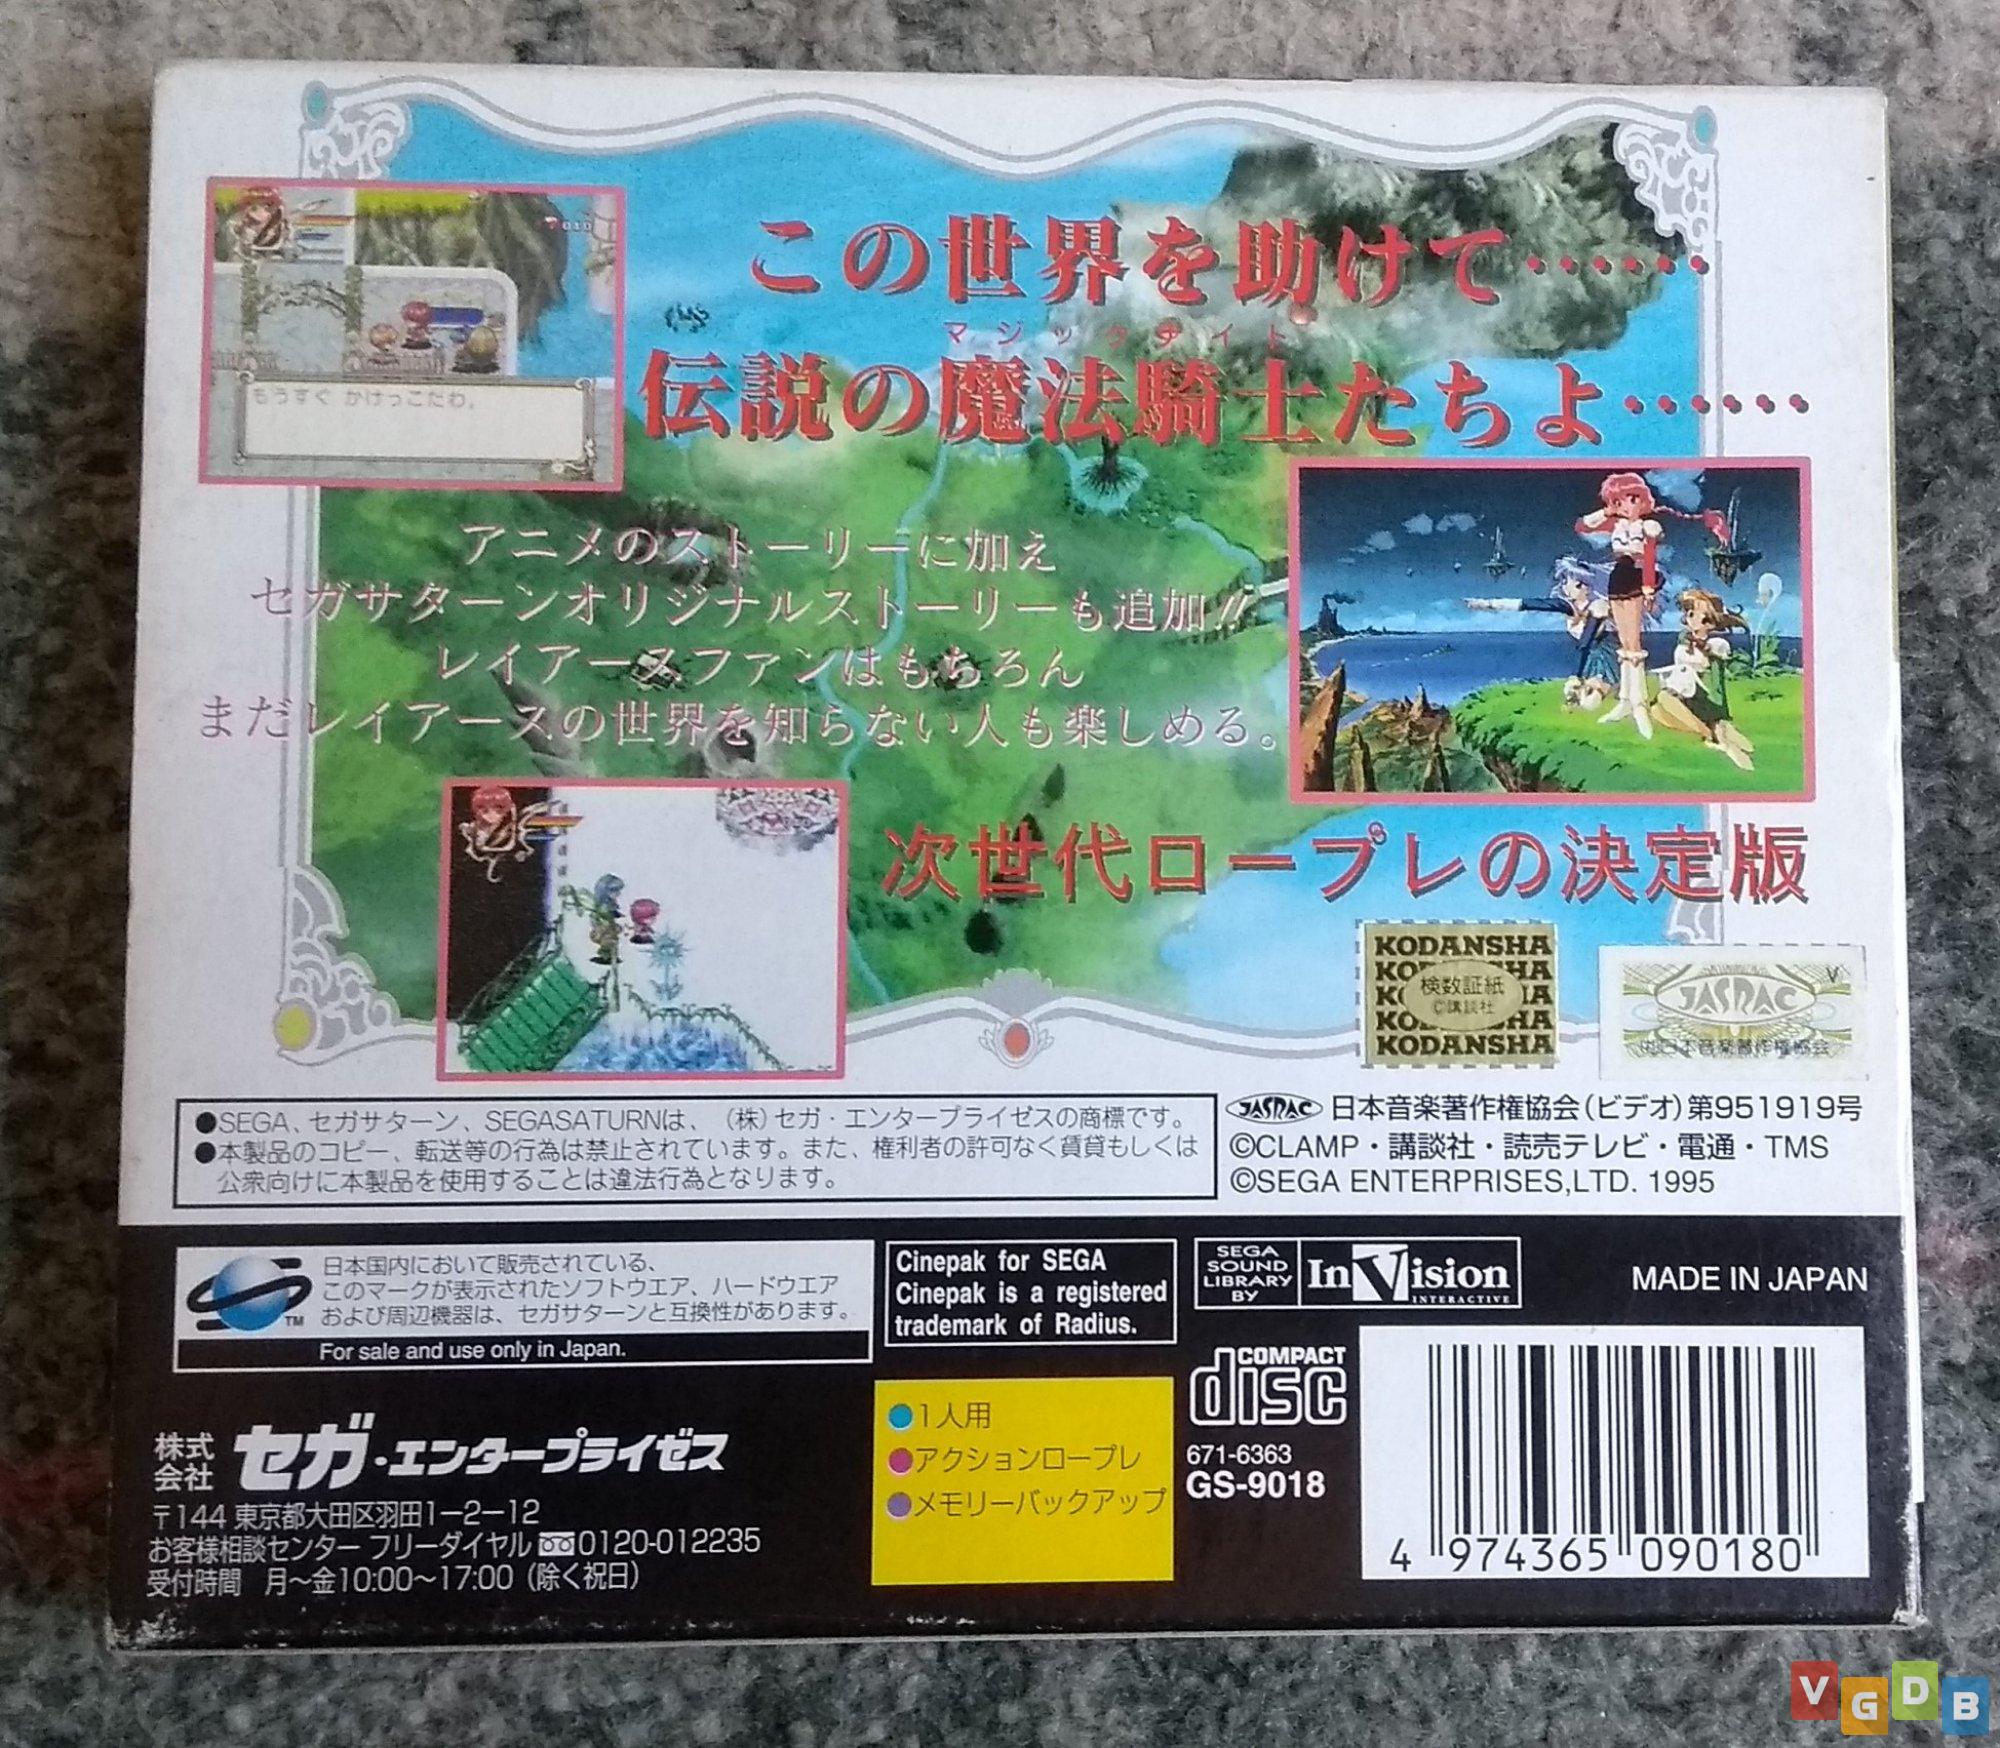 この世界を助けて……
マジックナイト
伝説の魔法騎士たちよ……
もうすぐ かけっこだわ。
アニメのストーリーに加え
セガサターンオリジナルストーリーも追加!!
レイアースファンはもちろん
まだレイアースの世界を知らない人も楽しめる。
次世代ロープレの決定版
KODANSHA
検数証紙
©講談社
KODANSHA
JASRAC
V
日本音楽著作権協会
●SEGA、セガサターン、SEGASATURNは、(株)セガ・エンタープライゼスの商標です。
●本製品のコピー、転送等の行為は禁止されています。また、権利者の許可なく賃貸もしくは
公衆向けに本製品を使用することは違法行為となります。
JASRAC 日本音楽著作権協会(ビデオ)第951919号
©CLAMP・講談社・読売テレビ・電通・TMS
©SEGA ENTERPRISES,LTD. 1995
日本国内において販売されている、
このマークが表示されたソフトウエア、ハードウエア
および周辺機器は、セガサターンと互換性があります。
TM
For sale and use only in Japan.
Cinepak for SEGA
Cinepak is a registered
trademark of Radius.
SEGA
SOUND
LIBRARY
BY
InVision
INTERACTIVE
MADE IN JAPAN
株式会社 セガ・エンタープライゼス
〒144 東京都大田区羽田1−2−12
お客様相談センター フリーダイヤル 0120-012235
受付時間 月〜金10:00〜17:00(除く祝日)
●1人用
●アクションロープレ
●メモリーバックアップ
COMPACT
disc
671-6363
GS-9018
4 974365 090180
VGDB